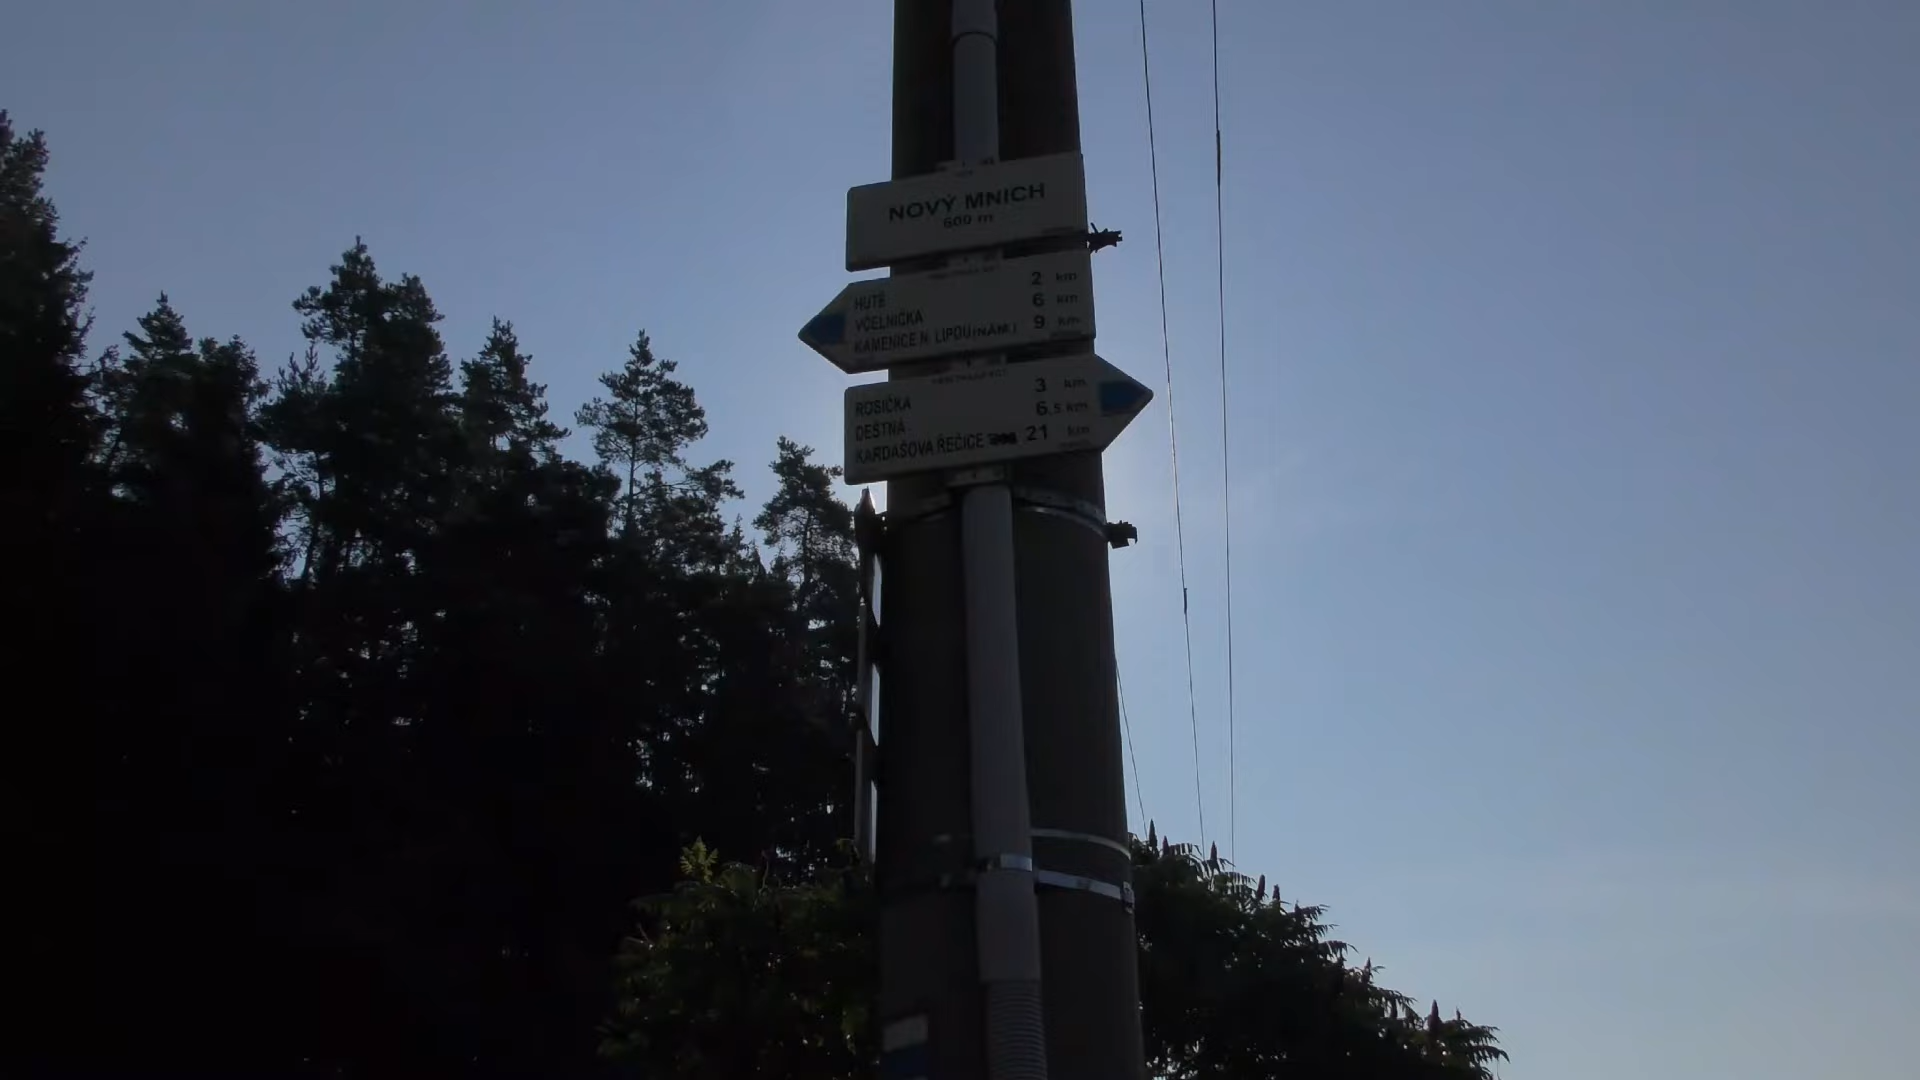 NOVÝ MNICH
600 m
HUTĚ 2 km
VČELNIČKA 6 km
KAMENICE N. LIPOU (NÁM.) 9 km
ROSIČKA 3 km
DEŠTNÁ 6,5 km
KARDAŠOVA ŘEČICE 21 km